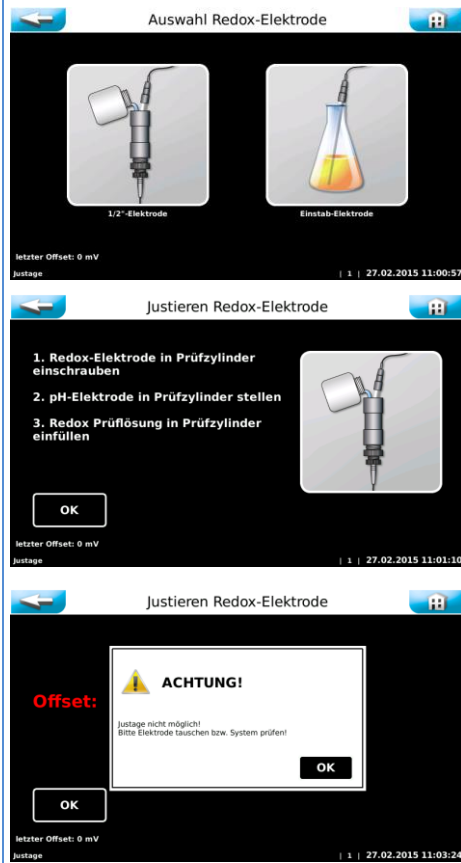 Auswahl Redox-Elektrode
1/2"-Elektrode
Einstab-Elektrode
letzter Offset: 0 mV
Justage | 1 | 27.02.2015 11:00:57
Justieren Redox-Elektrode
1. Redox-Elektrode in Prüfzylinder
einschrauben
2. pH-Elektrode in Prüfzylinder stellen
3. Redox Prüflösung in Prüfzylinder
einfüllen
OK
letzter Offset: 0 mV
Justage | 1 | 27.02.2015 11:01:10
Justieren Redox-Elektrode
ACHTUNG!
Offset:
Justage nicht möglich!
Bitte Elektrode tauschen bzw. System prüfen!
OK
OK
letzter Offset: 0 mV
Justage | 1 | 27.02.2015 11:03:24